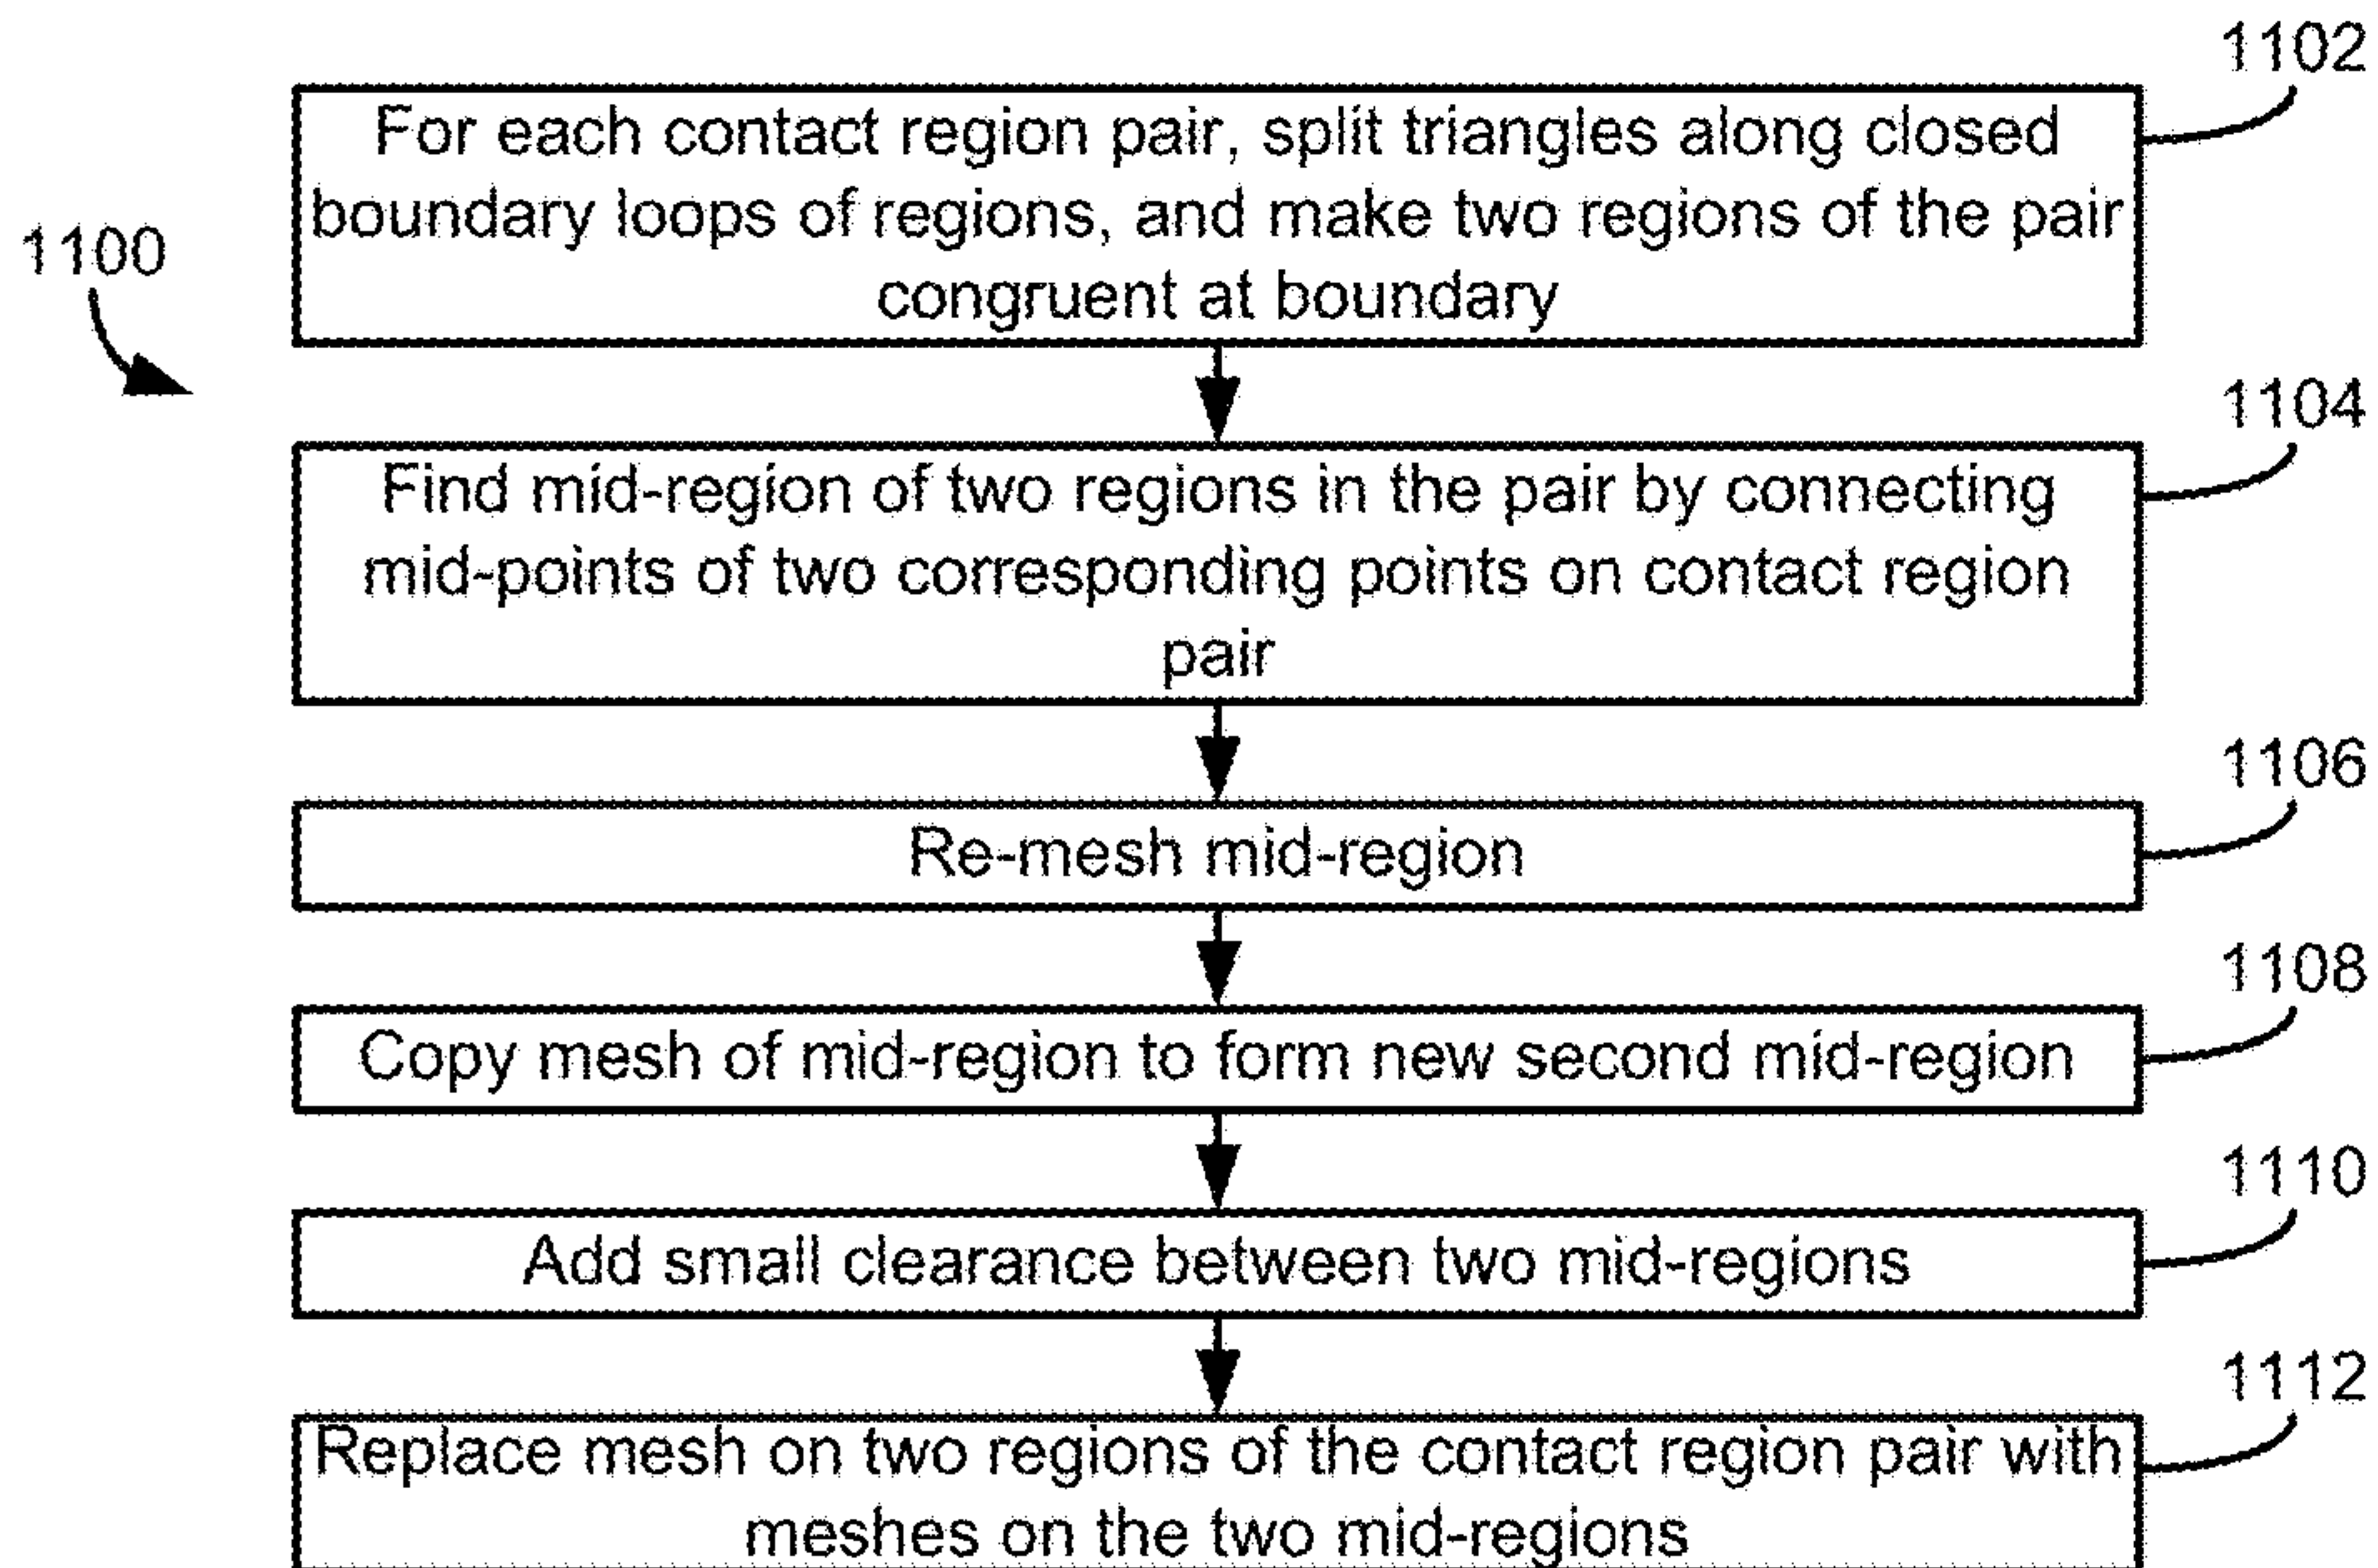 1102
For each contact region pair, split triangles along closed
boundary loops of regions, and make two regions of the pair
congruent at boundary
1100
1104
Find mid-region of two regions in the pair by connecting
mid-points of two corresponding points on contact region
pair
1106
Re-mesh mid-region
1108
Copy mesh of mid-region to form new second mid-region
1110
Add small clearance between two mid-regions
1112
Replace mesh on two regions of the contact region pair with
meshes on the two mid-regions